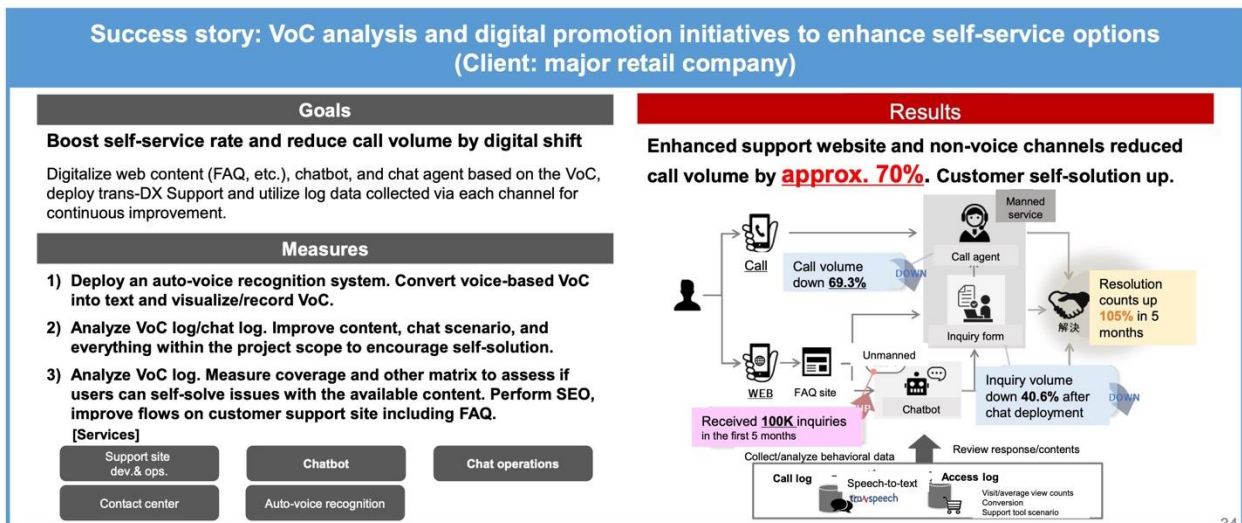 Success story: VoC analysis and digital promotion initiatives to enhance self-service options
(Client: major retail company)
Goals
Boost self-service rate and reduce call volume by digital shift
Digitalize web content (FAQ, etc.), chatbot, and chat agent based on the VoC,
deploy trans-DX Support and utilize log data collected via each channel for
continuous improvement.
Measures
1) Deploy an auto-voice recognition system. Convert voice-based VoC
into text and visualize/record VoC.
2) Analyze VoC log/chat log. Improve content, chat scenario, and
everything within the project scope to encourage self-solution.
3) Analyze VoC log. Measure coverage and other matrix to assess if
users can self-solve issues with the available content. Perform SEO,
improve flows on customer support site including FAQ.
[Services]
Support site
dev.& ops.
Chatbot
Chat operations
Contact center
Auto-voice recognition
Results
Enhanced support website and non-voice channels reduced
call volume by approx. 70%. Customer self-solution up.
Manned
service
Call
Call volume
down 69.3%
DOWN
Call agent
Resolution
counts up
105% in 5
months
解決
Inquiry form
Unmanned
WEB
FAQ site
Chatbot
Inquiry volume
down 40.6% after
chat deployment
DOWN
Received 100K inquiries
in the first 5 months
UP
Collect/analyze behavioral data
Review response/contents
Call log
Speech-to-text
Access log
Visit/average view counts
Conversion
Support tool scenario